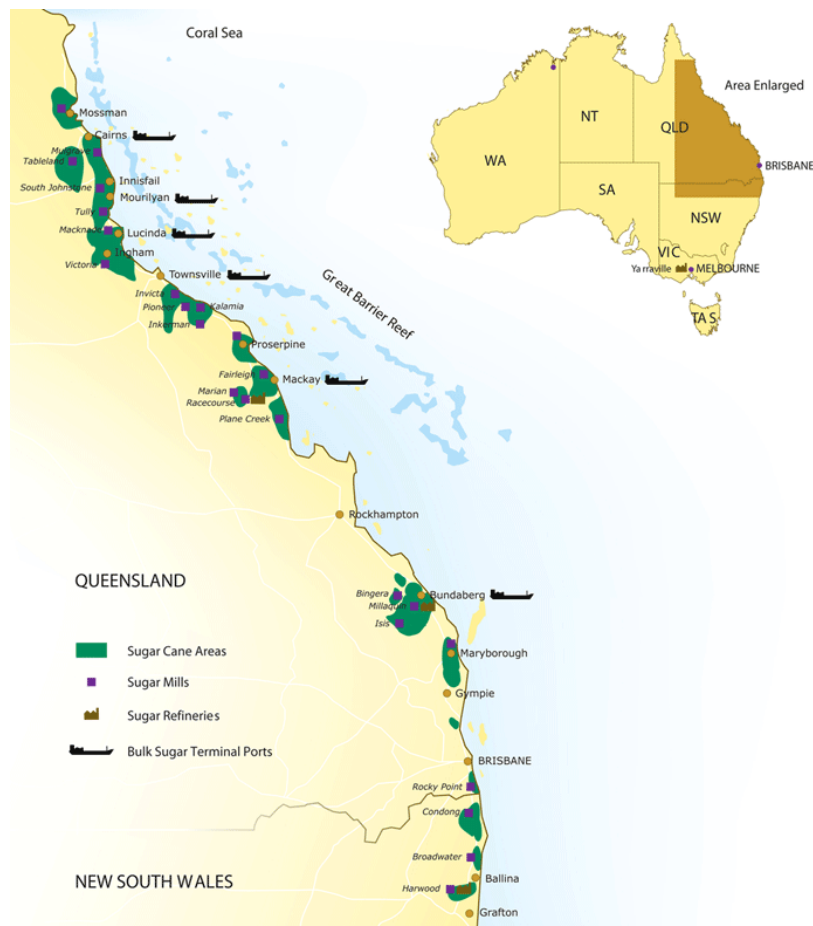 Coral Sea
Area Enlarged
NT
QLD
WA
BRISBANE
SA
NSW
VIC
Yarraville
MELBOURNE
TAS
Mossman
Cairns
Mulgrave
Tableland
Innisfail
South Johnstone
Mourilyan
Tully
Macknade
Lucinda
Ingham
Victoria
Townsville
Great Barrier Reef
Invicta
Pioneer
Kalamia
Inkerman
Proserpine
Fairleigh
Mackay
Marian
Racecourse
Plane Creek
Rockhampton
QUEENSLAND
Bingera
Bundaberg
Millaquin
Isis
Sugar Cane Areas
Maryborough
Sugar Mills
Gympie
Sugar Refineries
Bulk Sugar Terminal Ports
BRISBANE
Rocky Point
Condong
Broadwater
NEW SOUTH WALES
Ballina
Harwood
Grafton